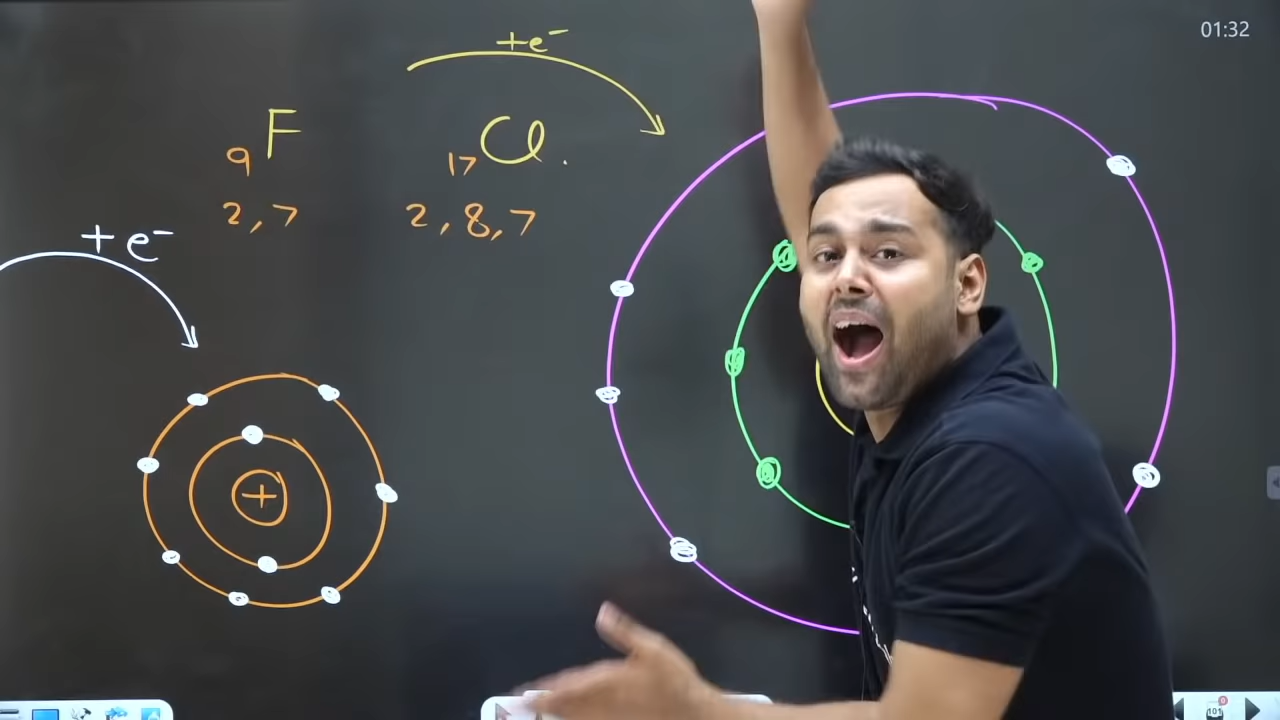 01:32
+e⁻
₉F
₁₇Cl.
2,7
2,8,7
+e⁻
+